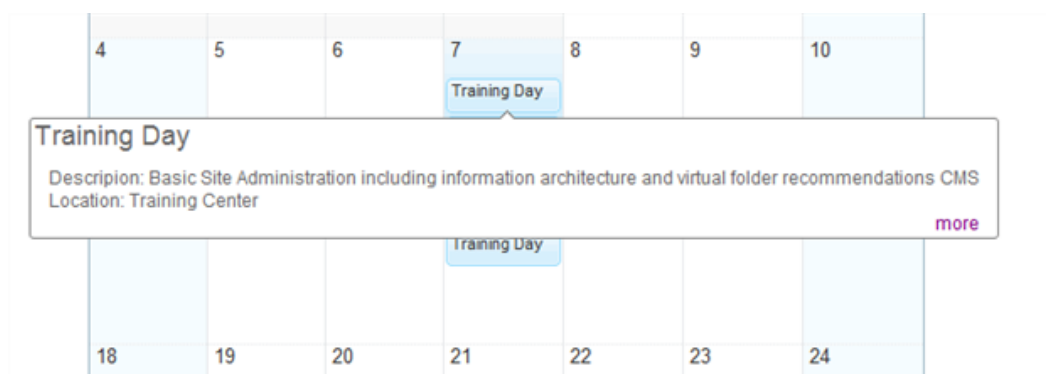 4 5 6 7 8 9 10
Training Day
Training Day
Descripion: Basic Site Administration including information architecture and virtual folder recommendations CMS
Location: Training Center
more
Training Day
18 19 20 21 22 23 24